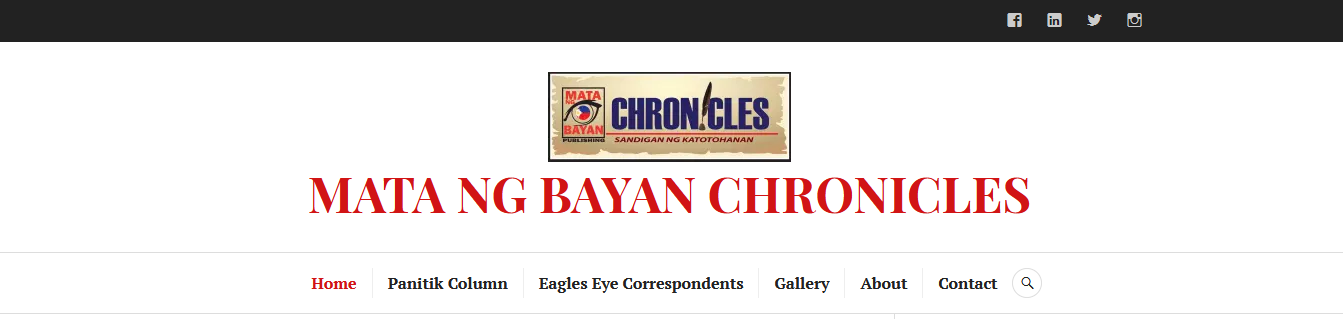 MATA
NG
BAYAN
PUBLISHING
CHRONICLES
SANDIGAN NG KATOTOHANAN
MATA NG BAYAN CHRONICLES
Home Panitik Column Eagles Eye Correspondents Gallery About Contact